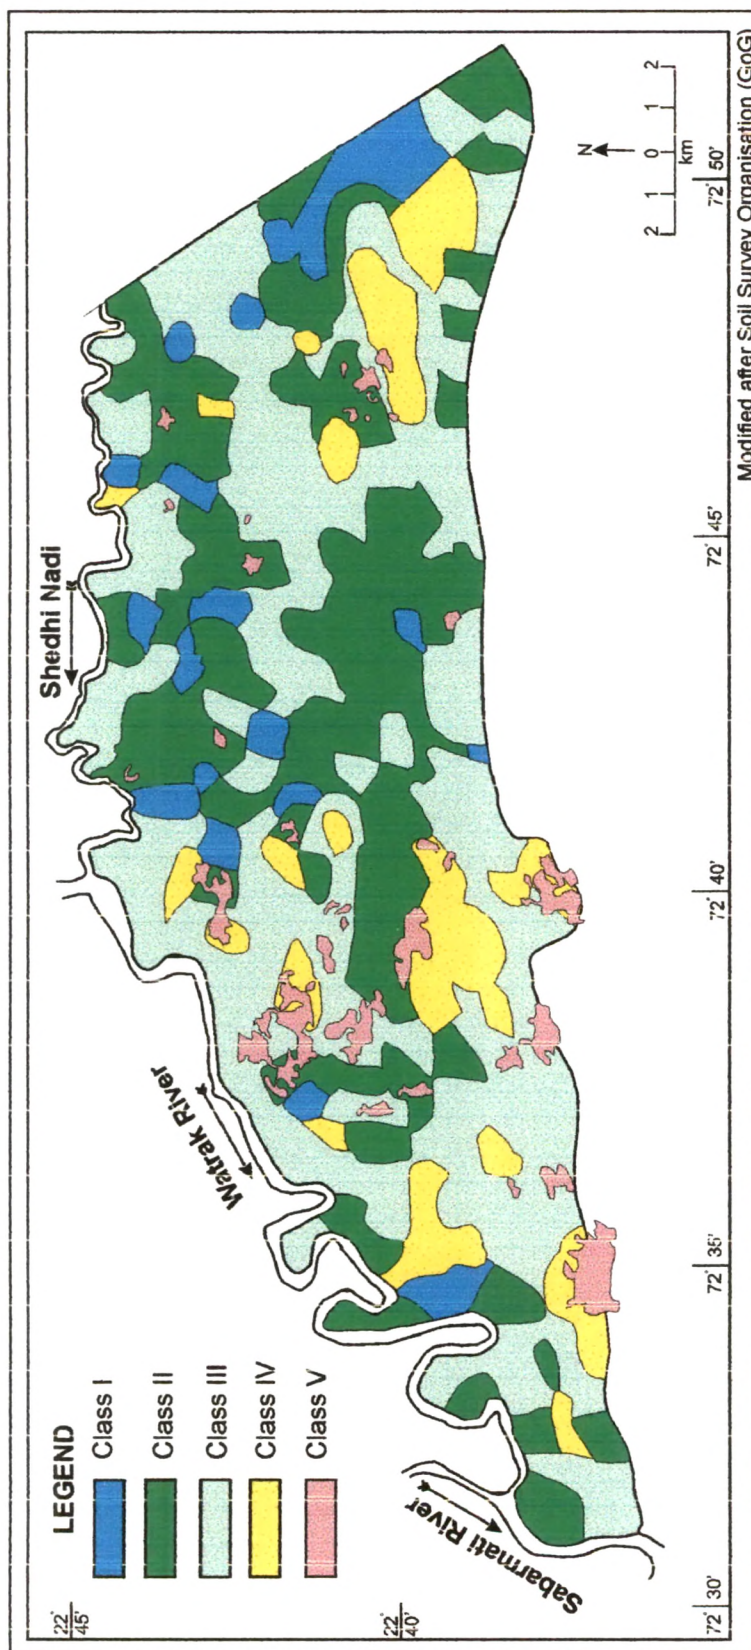 Shedhi Nadi
Watrak River
Sabarmati River
LEGEND
Class I
Class II
Class III
Class IV
Class V
N
2 1 0 1 2
km
22° 45'
22° 40'
72° 30'
72° 35'
72° 40'
72° 45'
72° 50'
Modified after Soil Survey Organisation (GoG)